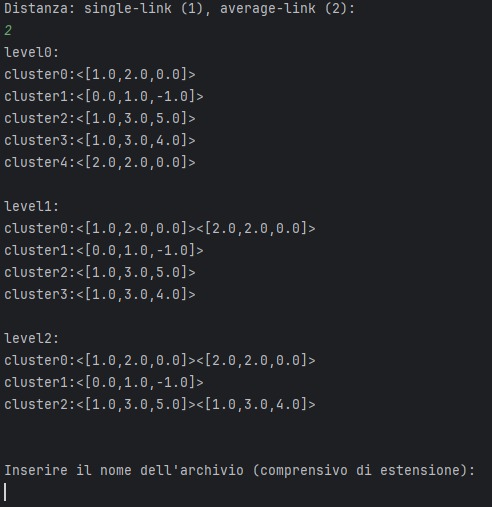 Distanza: single-link (1), average-link (2):
2
level0:
cluster0:<[1.0,2.0,0.0]>
cluster1:<[0.0,1.0,-1.0]>
cluster2:<[1.0,3.0,5.0]>
cluster3:<[1.0,3.0,4.0]>
cluster4:<[2.0,2.0,0.0]>
level1:
cluster0:<[1.0,2.0,0.0]><[2.0,2.0,0.0]>
cluster1:<[0.0,1.0,-1.0]>
cluster2:<[1.0,3.0,5.0]>
cluster3:<[1.0,3.0,4.0]>
level2:
cluster0:<[1.0,2.0,0.0]><[2.0,2.0,0.0]>
cluster1:<[0.0,1.0,-1.0]>
cluster2:<[1.0,3.0,5.0]><[1.0,3.0,4.0]>
Inserire il nome dell'archivio (comprensivo di estensione):